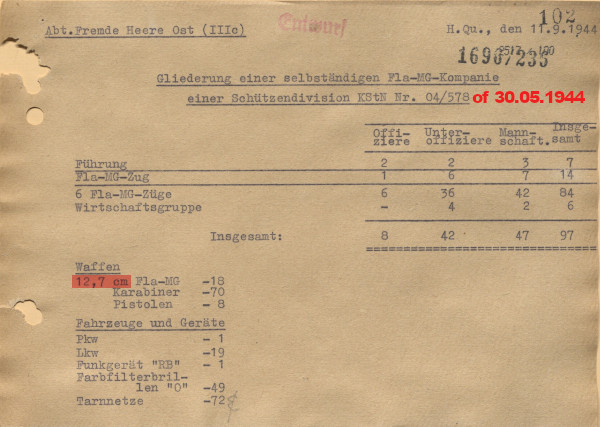 102
Abt.Fremde Heere Ost (IIIc)
Entwurf
H.Qu., den 11.9.1944
Gliederung einer selbständigen Fla-MG-Kompanie
einer Schützendivision KStN Nr. 04/578 of 30.05.1944
Offi-ziere Unter-offiziere Mann-schaft. Insge-samt
Führung 2 2 3 7
Fla-MG-Zug 1 6 7 14
6 Fla-MG-Züge 6 36 42 84
Wirtschaftsgruppe - 4 2 6
Insgesamt: 8 42 47 97
Waffen
12,7 cm Fla-MG -18
Karabiner -70
Pistolen - 8
Fahrzeuge und Geräte
Pkw - 1
Lkw -19
Funkgerät "RB" - 1
Farbfilterbril-
len "O" -49
Tarnnetze -72